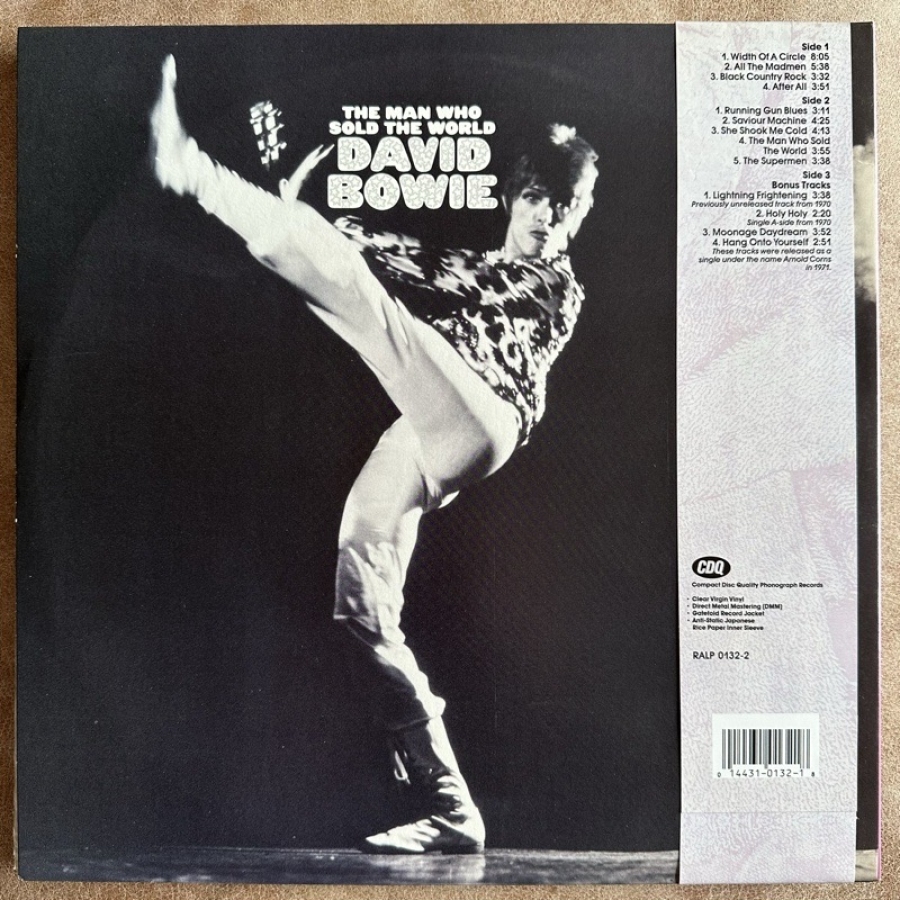 THE MAN WHO
SOLD THE WORLD
DAVID
BOWIE
Side 1
1. Width Of A Circle 8:05
2. All The Madmen 5:38
3. Black Country Rock 3:32
4. After All 3:51
Side 2
1. Running Gun Blues 3:11
2. Saviour Machine 4:25
3. She Shook Me Cold 4:13
4. The Man Who Sold
The World 3:55
5. The Supermen 3:38
Side 3
Bonus Tracks
1. Lightning Frightening 3:38
Previously unreleased track from 1970
2. Holy Holy 2:20
Single A-side from 1970
3. Moonage Daydream 3:52
4. Hang Onto Yourself 2:51
These tracks were released as a
single under the name Arnold Corns
in 1971.
CDQ
Compact Disc Quality Phonograph Records
- Clear Virgin Vinyl
- Direct Metal Mastering (DMM)
- Gatefold Record Jacket
- Anti-Static Japanese
Rice Paper Inner Sleeve
RALP 0132-2
0 14431-0132-1 8